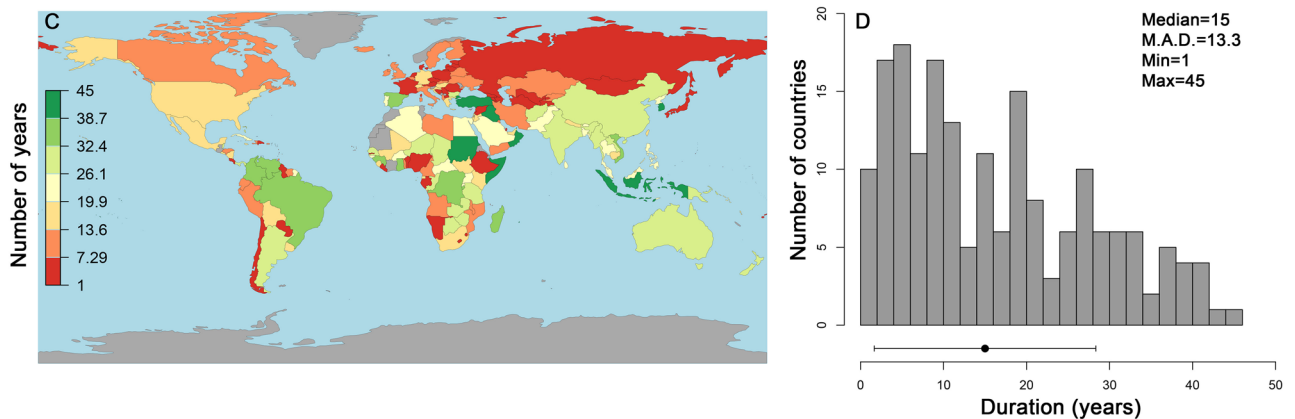 C
Number of years
45
38.7
32.4
26.1
19.9
13.6
7.29
1
D
Median=15
M.A.D.=13.3
Min=1
Max=45
Number of countries
20
15
10
5
0
0 10 20 30 40 50
Duration (years)